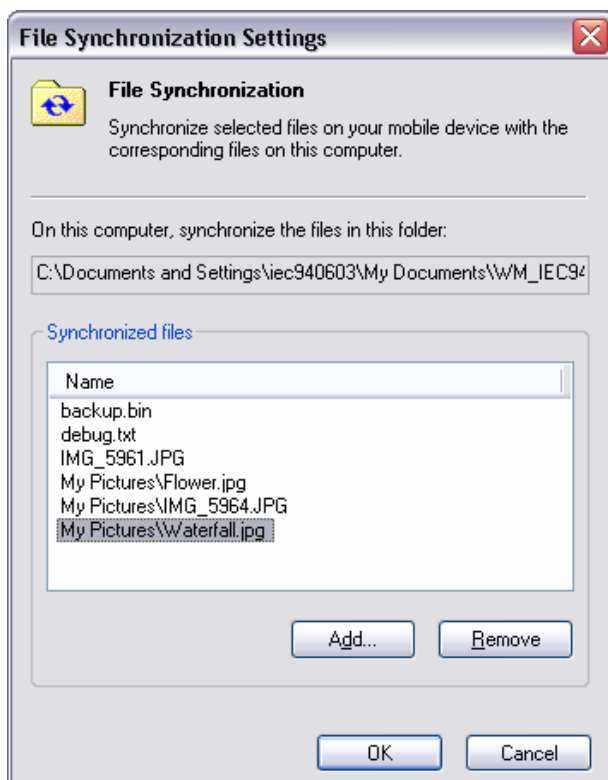 File Synchronization Settings
File Synchronization
Synchronize selected files on your mobile device with the
corresponding files on this computer.
On this computer, synchronize the files in this folder:
C:\Documents and Settings\iec940603\My Documents\WM_IEC94
Synchronized files
Name
backup.bin
debug.txt
IMG_5961.JPG
My Pictures\Flower.jpg
My Pictures\IMG_5964.JPG
My Pictures\Waterfall.jpg
Add... Remove
OK Cancel